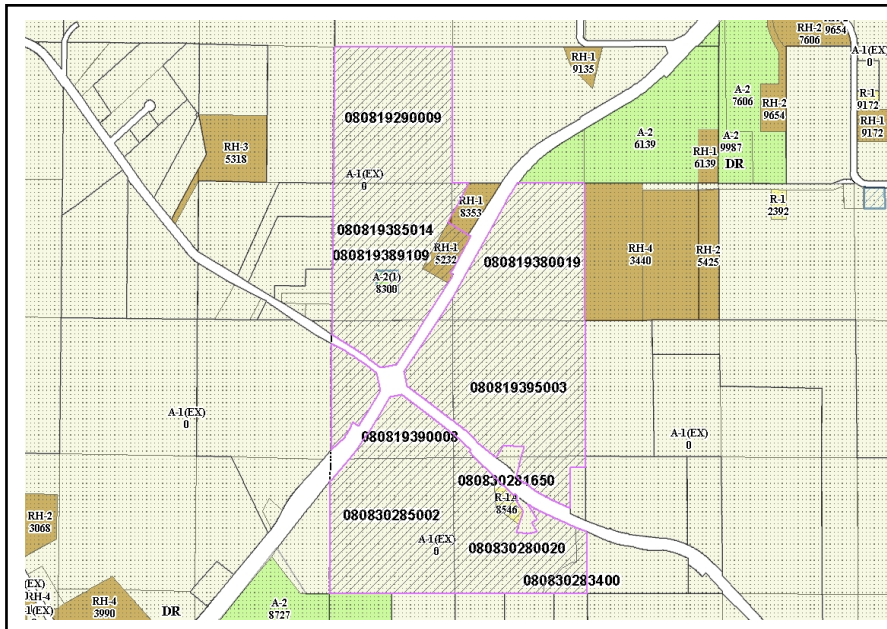 RH-2
7606
9654
A-1(EX)
0
RH-1
9135
A-2
7606
RH-2
9654
R-1
9172
RH-1
9172
080819290009
RH-3
5318
A-2
6139
A-2
9987
DR
RH-1
6139
A-1(EX)
0
RH-1
8353
R-1
2392
080819385014
080819389109
RH-1
5232
080819380019
RH-4
3440
RH-2
5425
A-2(1)
8300
080819395003
A-1(EX)
0
080819390008
A-1(EX)
0
080830281650
R-1A
8546
080830285002
RH-2
3068
A-1(EX)
0
080830280020
080830283400
(EX)
RH-4
-1(EX)
0
RH-4
3990
DR
A-2
8727